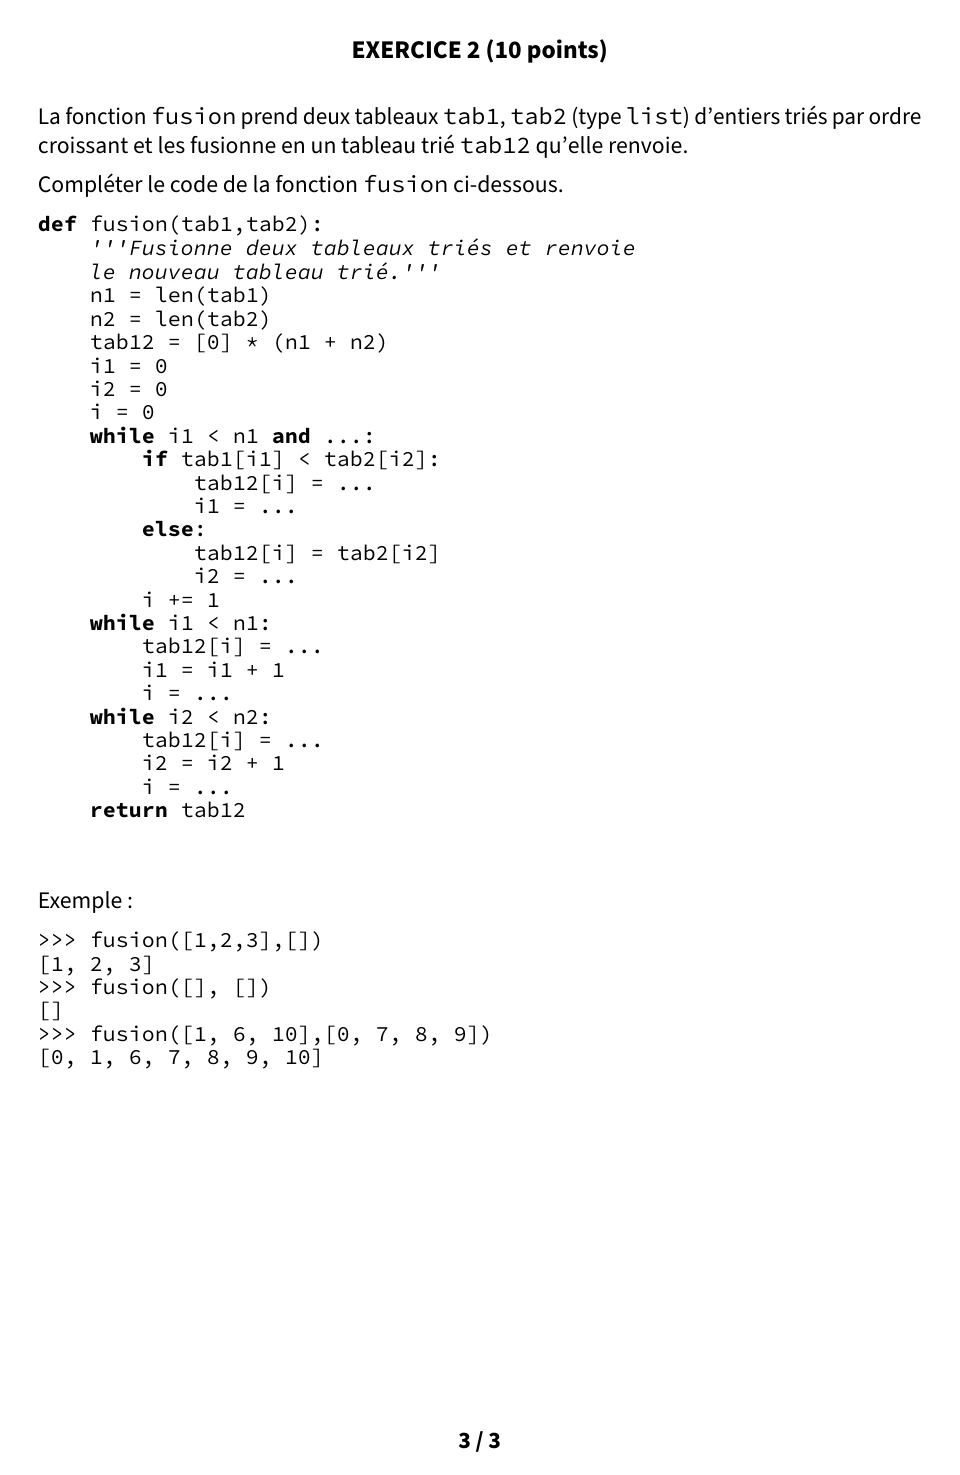 EXERCICE 2 (10 points)
La fonction fusion prend deux tableaux tab1, tab2 (type list) d’entiers triés par ordre
croissant et les fusionne en un tableau trié tab12 qu’elle renvoie.
Compléter le code de la fonction fusion ci-dessous.
def fusion(tab1,tab2):
    '''Fusionne deux tableaux triés et renvoie
    le nouveau tableau trié.'''
    n1 = len(tab1)
    n2 = len(tab2)
    tab12 = [0] * (n1 + n2)
    i1 = 0
    i2 = 0
    i = 0
    while i1 < n1 and ...:
        if tab1[i1] < tab2[i2]:
            tab12[i] = ...
            i1 = ...
        else:
            tab12[i] = tab2[i2]
            i2 = ...
        i += 1
    while i1 < n1:
        tab12[i] = ...
        i1 = i1 + 1
        i = ...
    while i2 < n2:
        tab12[i] = ...
        i2 = i2 + 1
        i = ...
    return tab12
Exemple :
>>> fusion([1,2,3],[])
[1, 2, 3]
>>> fusion([], [])
[]
>>> fusion([1, 6, 10],[0, 7, 8, 9])
[0, 1, 6, 7, 8, 9, 10]
3 / 3